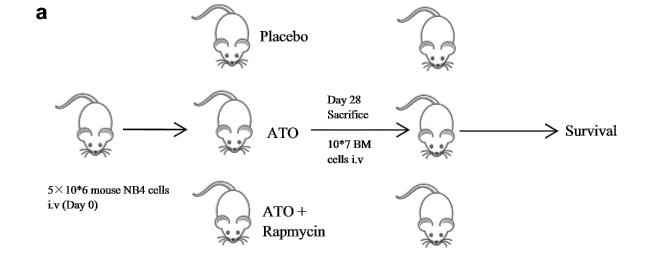 a
Placebo
ATO
Day 28
Sacrifice
10*7 BM
cells i.v
Survival
5×10*6 mouse NB4 cells
i.v (Day 0)
ATO +
Rapmycin